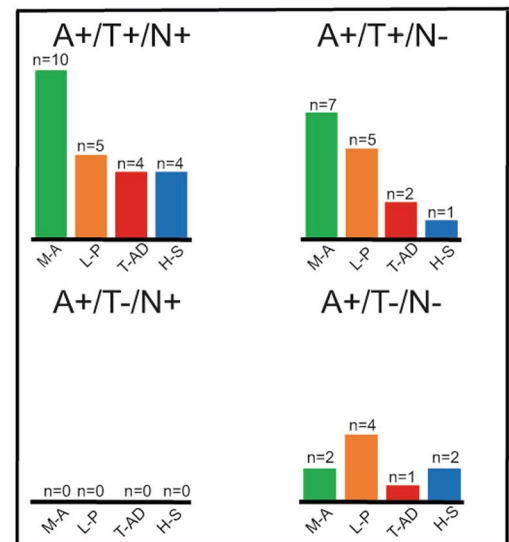 A+/T+/N+
n=10
n=5
n=4
n=4
M-A
L-P
T-AD
H-S
A+/T+/N-
n=7
n=5
n=2
n=1
M-A
L-P
T-AD
H-S
A+/T-/N+
n=0
n=0
n=0
n=0
M-A
L-P
T-AD
H-S
A+/T-/N-
n=2
n=4
n=1
n=2
M-A
L-P
T-AD
H-S